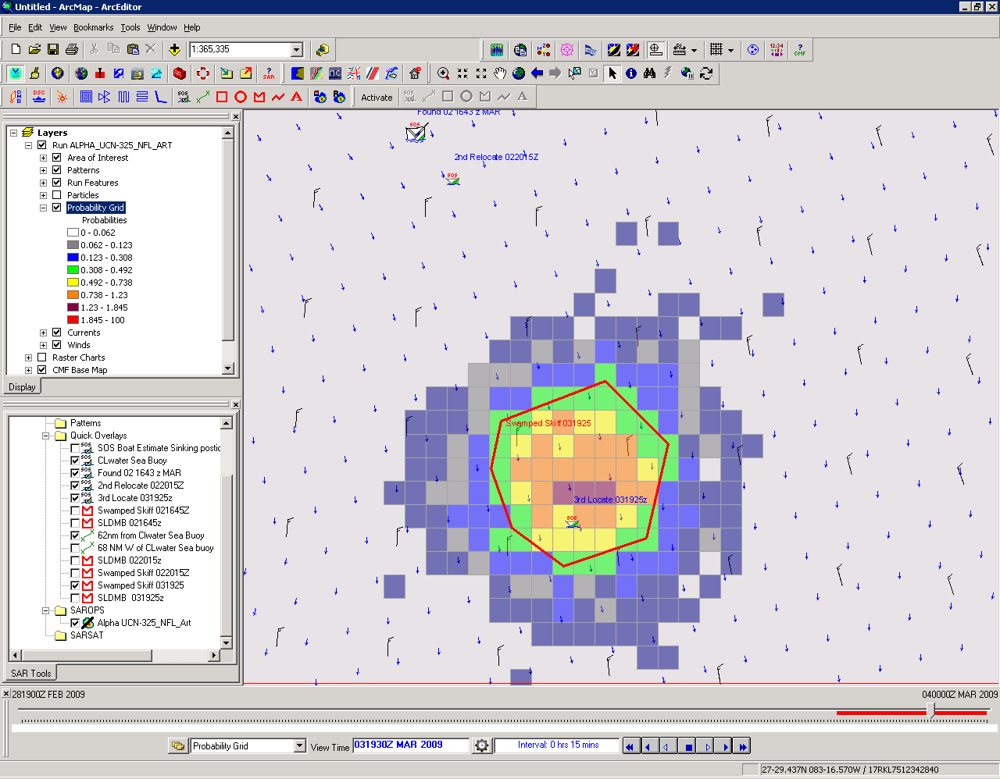 Untitled - ArcMap - ArcEditor
File Edit View Bookmarks Tools Window Help
1:365,335
Activate
Layers
Run ALPHA_UCN-325_NFL_ART
Area of Interest
Patterns
Run Features
Particles
Probability Grid
Probabilities
0 - 0.062
0.062 - 0.123
0.123 - 0.308
0.308 - 0.492
0.492 - 0.738
0.738 - 1.23
1.23 - 1.845
1.845 - 100
Currents
Winds
Raster Charts
CMF Base Map
Display
Patterns
Quick Overlays
SOS Boat Estimate Sinking postic
CLwater Sea Buoy
Found 02 1643 z MAR
2nd Relocate 022015Z
3rd Locate 031925z
Swamped Skiff 021645Z
SLDMB 021645z
62nm from Clwater Sea Buoy
68 NM W of CLwater Sea buoy
SLDMB 022015z
Swamped Skiff 022015Z
Swamped Skiff 031925
SLDMB 031925z
SAROPS
Alpha UCN-325_NFL_Art
SARSAT
SAR Tools
Found 02 1643 z MAR
SOS
2nd Relocate 022015Z
SOS
Swamped Skiff 031925
3rd Locate 031925z
SOS
281900Z FEB 2009
040000Z MAR 2009
Probability Grid
View Time
031930Z MAR 2009
Interval: 0 hrs 15 mins
27-29.437N 083-16.570W / 17RKL7512342840